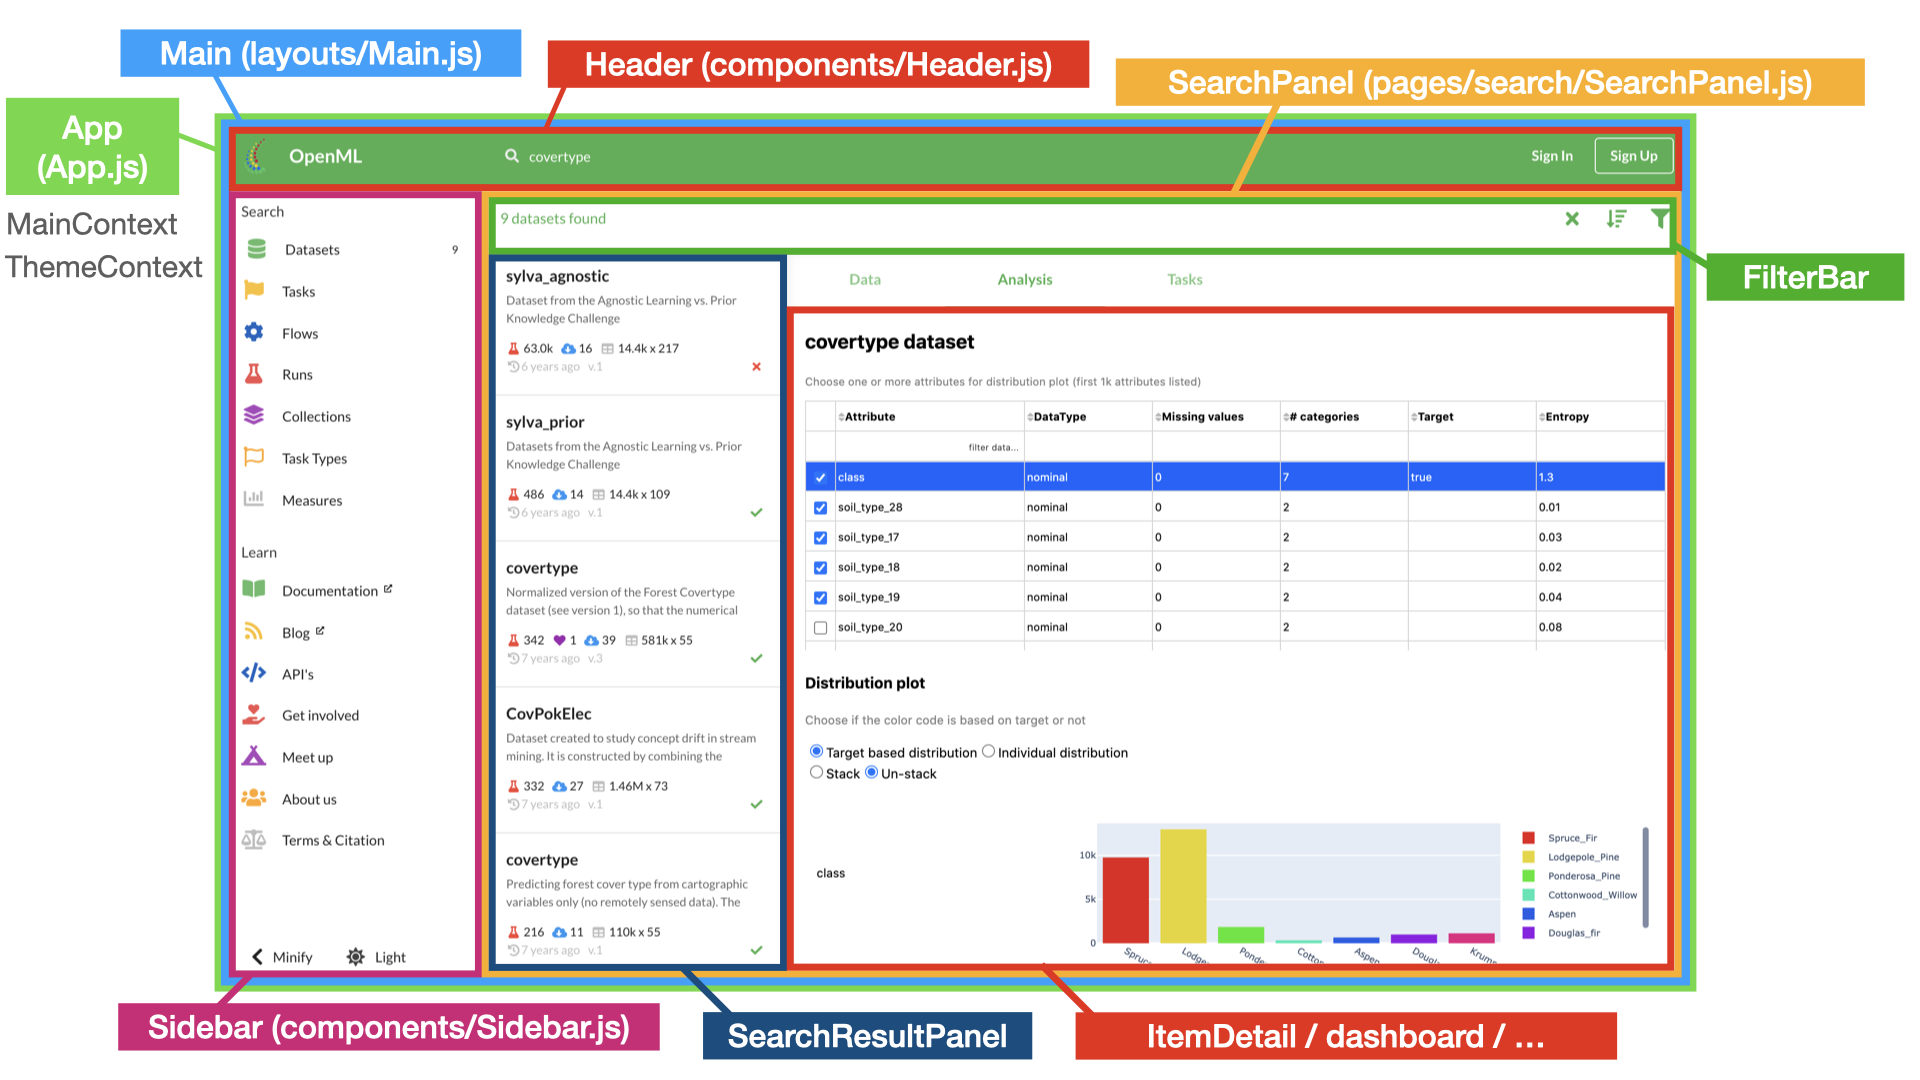 Main (layouts/Main.js)
Header (components/Header.js)
SearchPanel (pages/search/SearchPanel.js)
App
(App.js)
MainContext
ThemeContext
OpenML
covertype
Sign In
Sign Up
Search
Datasets 9
Tasks
Flows
Runs
Collections
Task Types
Measures
Learn
Documentation
Blog
API's
Get involved
Meet up
About us
Terms & Citation
Minify
Light
9 datasets found
FilterBar
sylva_agnostic
Dataset from the Agnostic Learning vs. Prior
Knowledge Challenge
63.0k 16 14.4k x 217
6 years ago v.1
sylva_prior
Datasets from the Agnostic Learning vs. Prior
Knowledge Challenge
486 14 14.4k x 109
6 years ago v.1
covertype
Normalized version of the Forest Covertype
dataset (see version 1), so that the numerical
342 1 39 581k x 55
7 years ago v.3
CovPokElec
Dataset created to study concept drift in stream
mining. It is constructed by combining the
332 27 1.46M x 73
7 years ago v.1
covertype
Predicting forest cover type from cartographic
variables only (no remotely sensed data). The
216 11 110k x 55
7 years ago v.1
Data Analysis Tasks
covertype dataset
Choose one or more attributes for distribution plot (first 1k attributes listed)
Attribute DataType Missing values # categories Target Entropy
filter data...
class nominal 0 7 true 1.3
soil_type_28 nominal 0 2 0.01
soil_type_17 nominal 0 2 0.03
soil_type_18 nominal 0 2 0.02
soil_type_19 nominal 0 2 0.04
soil_type_20 nominal 0 2 0.08
Distribution plot
Choose if the color code is based on target or not
Target based distribution Individual distribution
Stack Un-stack
class
10k
5k
0
Spruc
Lodge
Ponde
Cotto
Aspen
Dougl
Krum
Spruce_Fir
Lodgepole_Pine
Ponderosa_Pine
Cottonwood_Willow
Aspen
Douglas_fir
Sidebar (components/Sidebar.js)
SearchResultPanel
ItemDetail / dashboard / ...